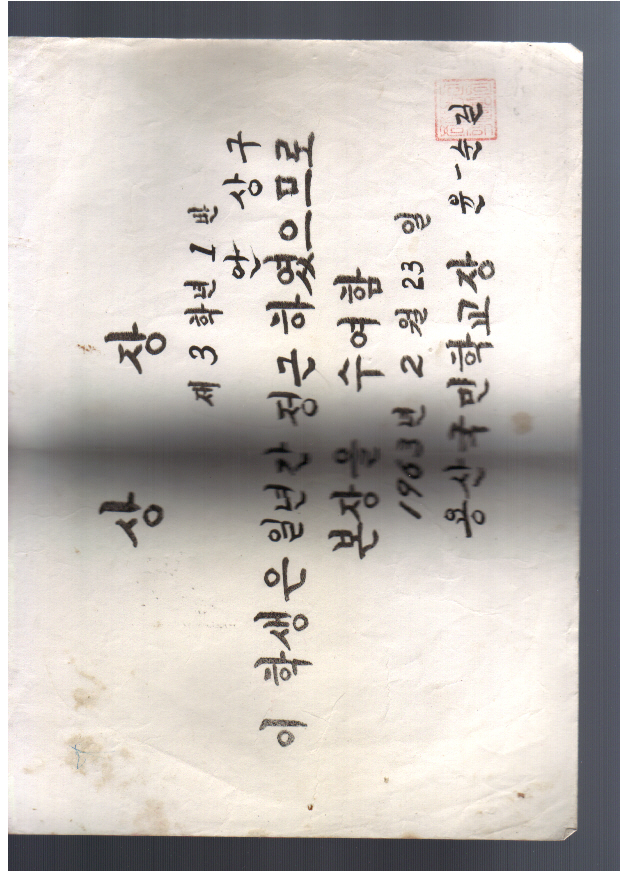 상 장
제 3 학년 1 반
안 상구
이 학생은 일년간 정근 하였으므로
본장을 수여함
1963년 2 월 23 일
용산국민학교장 윤순길